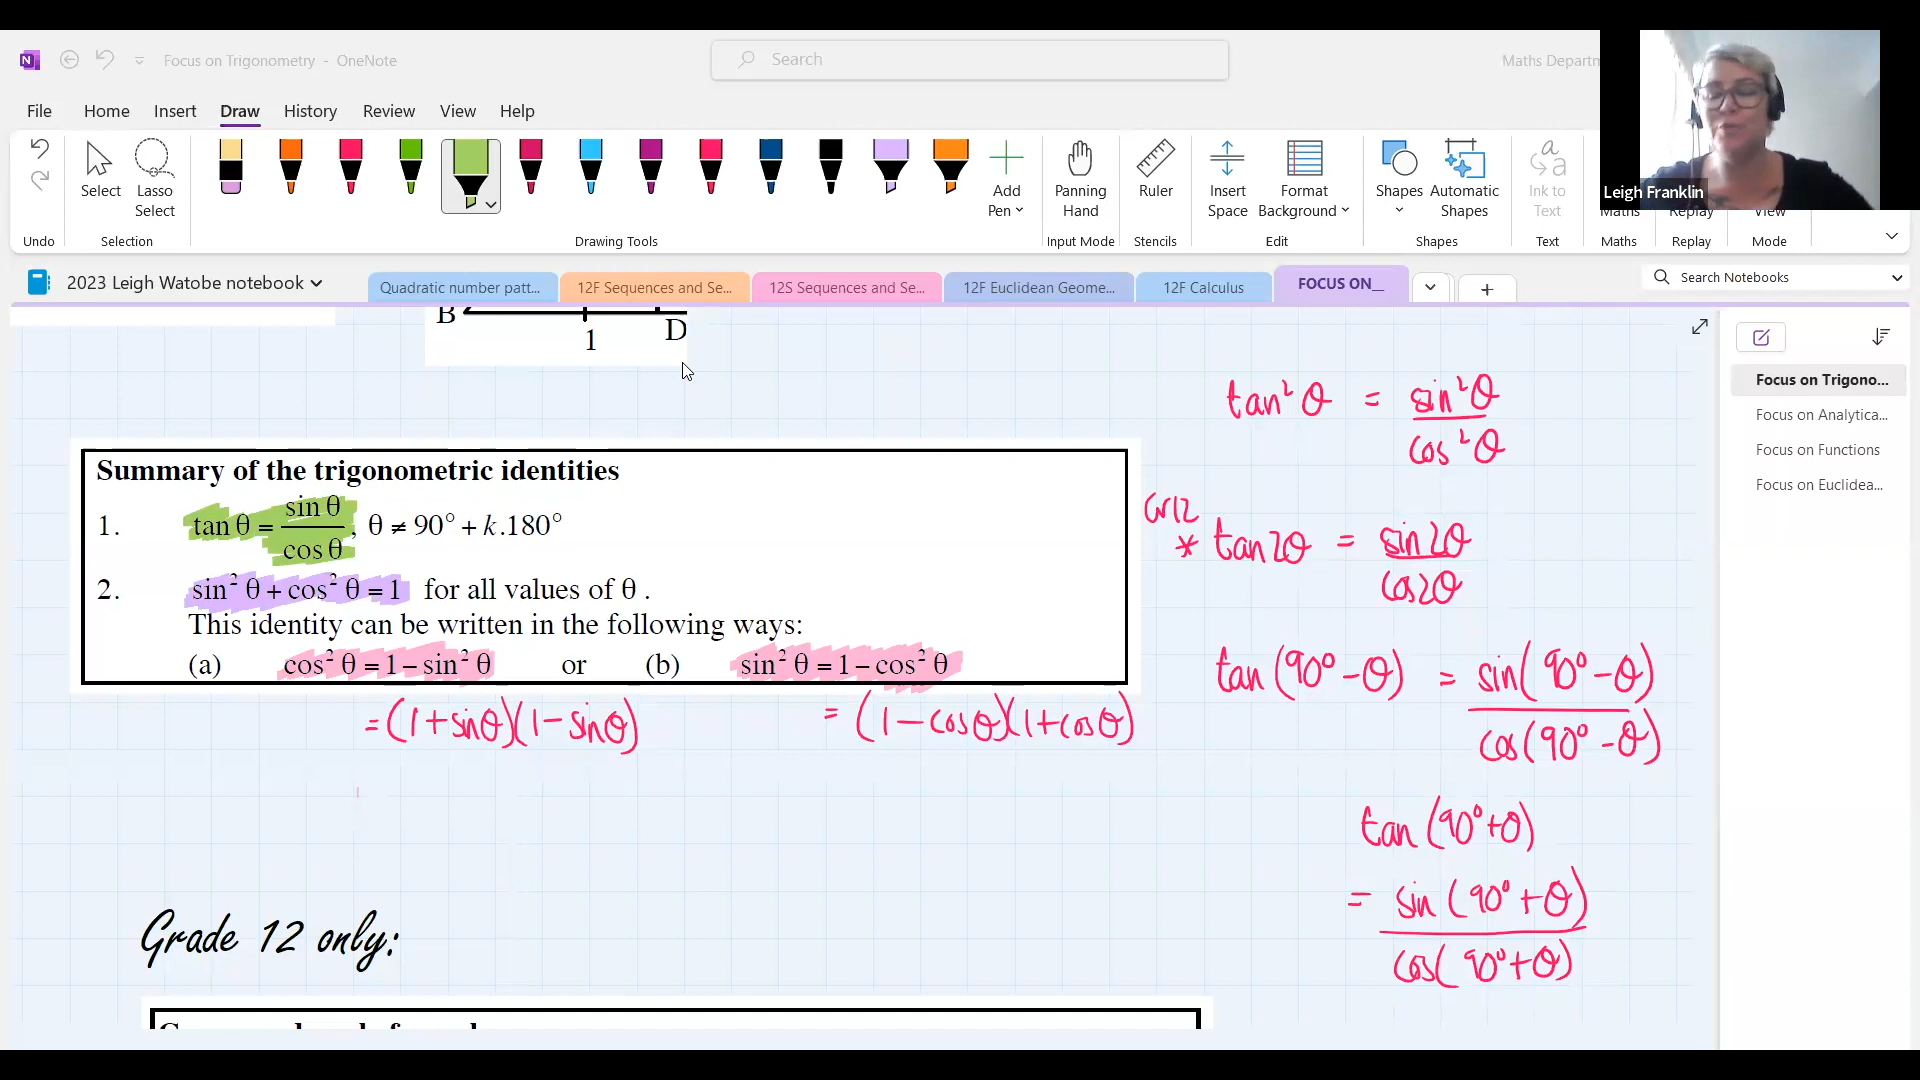 Focus on Trigonometry - OneNote
Search
Maths Departm
File Home Insert Draw History Review View Help
Select
Lasso Select
Add Pen
Panning Hand
Ruler
Insert Space
Format Background
Shapes
Automatic Shapes
Ink to Text
Maths
Replay
View
Leigh Franklin
Undo
Selection
Drawing Tools
Input Mode
Stencils
Edit
Shapes
Text
Maths
Replay
Mode
2023 Leigh Watobe notebook
Quadratic number patt...
12F Sequences and Se...
12S Sequences and Se...
12F Euclidean Geome...
12F Calculus
FOCUS ON_
Search Notebooks
Focus on Trigono...
Focus on Analytica...
Focus on Functions
Focus on Euclidea...
B
1
D
Summary of the trigonometric identities
1. tan θ = sin θ / cos θ , θ ≠ 90° + k.180°
2. sin² θ + cos² θ = 1 for all values of θ .
This identity can be written in the following ways:
(a) cos² θ = 1 – sin² θ or (b) sin² θ = 1 – cos² θ
= (1 + sinθ)(1 – sinθ)
= (1 – cosθ)(1 + cosθ)
Grade 12 only:
tan² θ = sin² θ / cos² θ
Gr12
* tan 2θ = sin 2θ / cos 2θ
tan (90° – θ) = sin (90° – θ) / cos (90° – θ)
tan (90° + θ)
= sin (90° + θ) / cos (90° + θ)